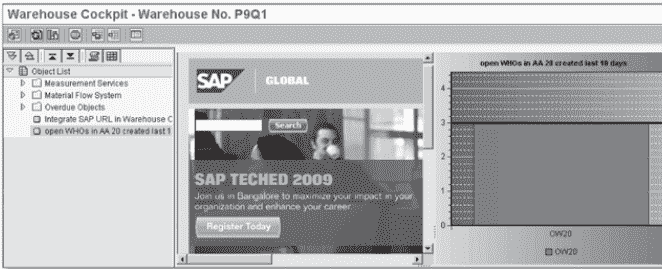 Warehouse Cockpit - Warehouse No. P9Q1
Object List
Measurement Services
Material Flow System
Overdue Objects
Integrate SAP URL in Warehouse C
open WHOs in AA 20 created last 1
SAP GLOBAL
Search
SAP TECHED 2009
Join us in Bangalore to maximize your impact in your
organization and enhance your career.
Register Today
open WHOs in AA 20 created last 10 days
4
3
2
1
0
OW20
OW20